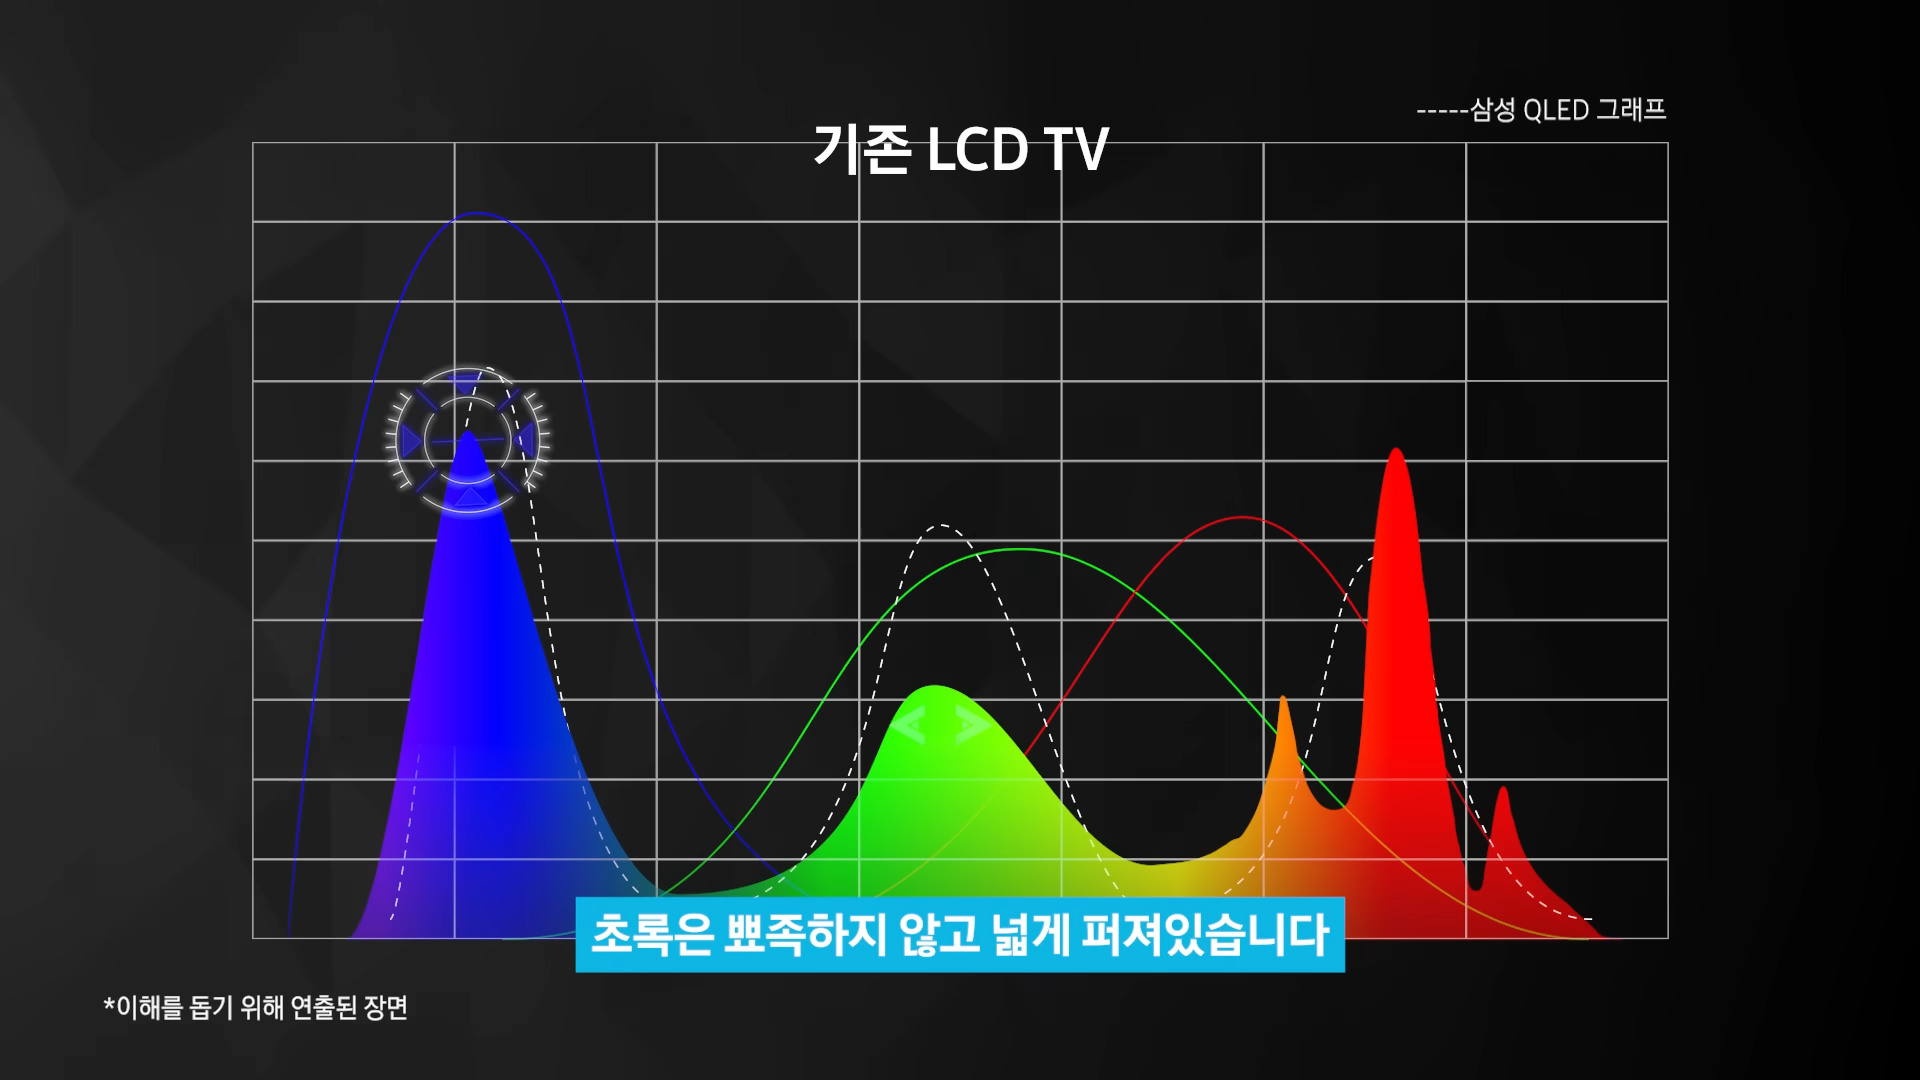 -----삼성 QLED 그래프
기존 LCD TV
초록은 뾰족하지 않고 넓게 퍼져있습니다
*이해를 돕기 위해 연출된 장면